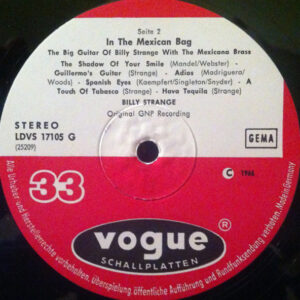 Seite 2
In The Mexican Bag
The Big Guitar Of Billy Strange With The Mexicana Brass
The Shadow Of Your Smile (Mandel/Webster) -
Guillermo's Guitar (Strange) - Adios (Madriguera/
Woods) - Spanish Eyes (Kaempfert/Singleton/Snyder) - A
Touch Of Tabasco (Strange) - Hava Tequila (Strange)
BILLY STRANGE
Original GNP Recording
STEREO
LDVS 17105 G
(25209)
GEMA
33
C 1966
vogue ®
SCHALLPLATTEN
Alle Urheber- und Herstellerrechte vorbehalten. Überspielung öffentliche Aufführung und Rundfunksendung verboten. Made in Germany